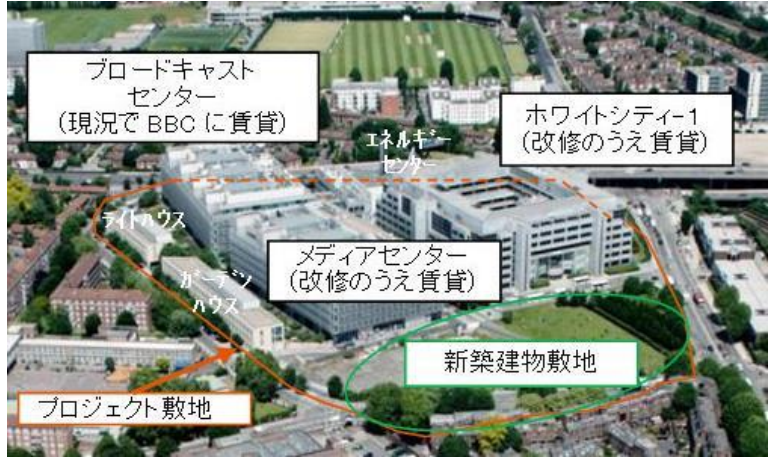 ブロードキャスト
センター
(現況で BBC に賃貸)
ホワイトシティ-1
(改修のうえ賃貸)
エネルギー
センター
ライトハウス
メディアセンター
(改修のうえ賃貸)
ガーデン
ハウス
新築建物敷地
プロジェクト敷地